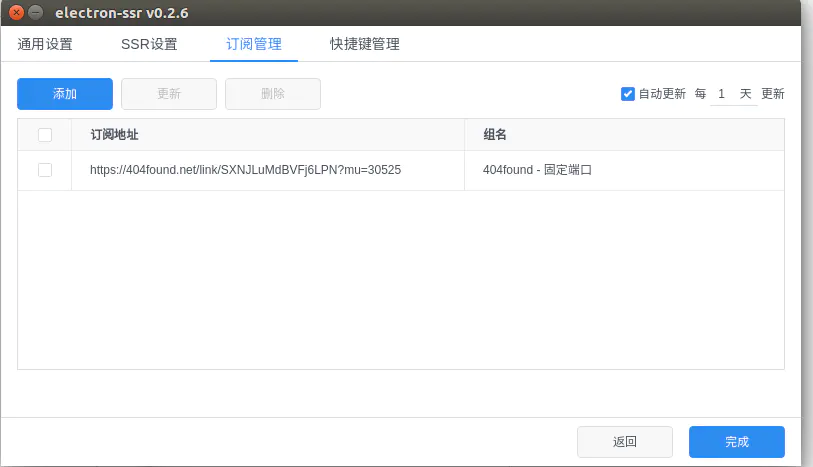 electron-ssr v0.2.6
通用设置 SSR设置 订阅管理 快捷键管理
添加 更新 删除 自动更新 每 1 天 更新
订阅地址 组名
https://404found.net/link/SXNJLuMdBVFj6LPN?mu=30525 404found - 固定端口
返回 完成